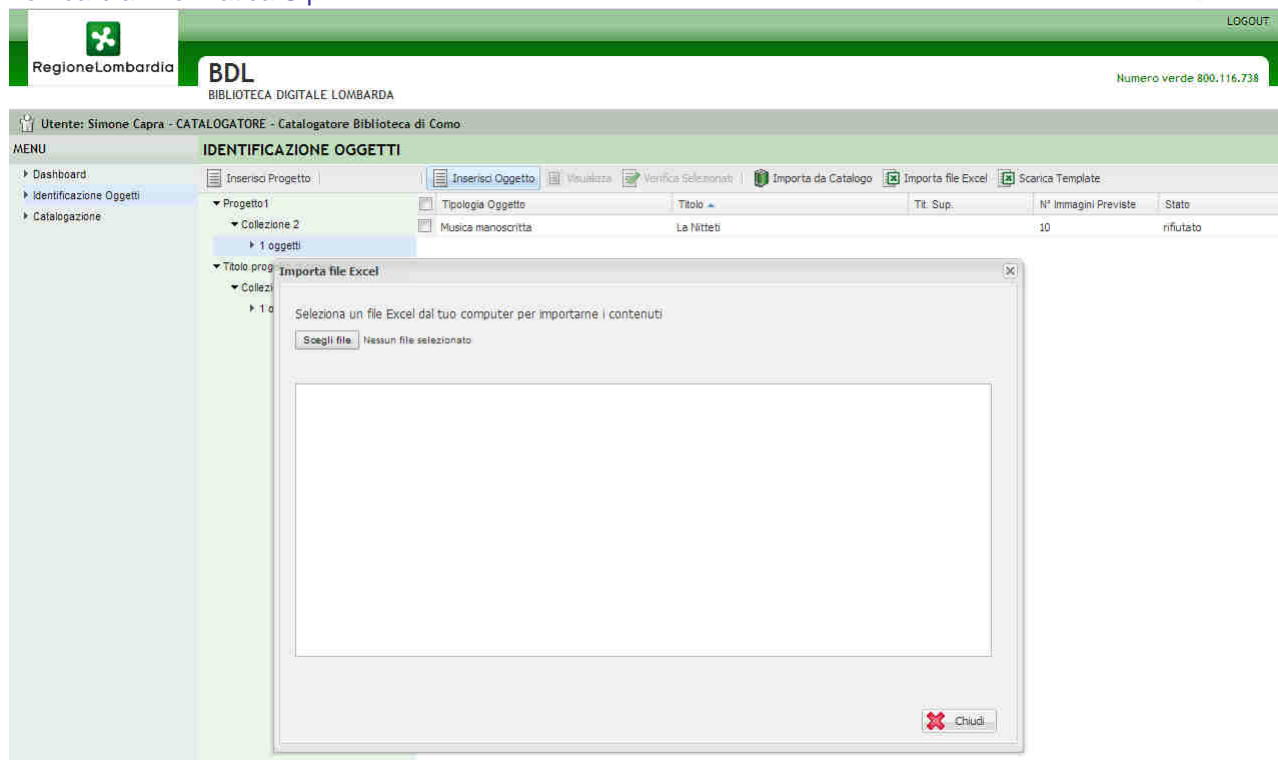 LOGOUT
RegioneLombardia
BDL
BIBLIOTECA DIGITALE LOMBARDA
Numero verde 800.116.738
Utente: Simone Capra - CATALOGATORE - Catalogatore Biblioteca di Como
MENU
IDENTIFICAZIONE OGGETTI
Dashboard
Identificazione Oggetti
Catalogazione
Inserisci Progetto
Inserisci Oggetto Visualizza Verifica Selezionati Importa da Catalogo Importa file Excel Scarica Template
Progetto1
Collezione 2
1 oggetti
Titolo prog
Collezi
1 o
Tipologia Oggetto Titolo Tit. Sup. N° Immagini Previste Stato
Musica manoscritta La Nitteti 10 rifiutato
Importa file Excel
Seleziona un file Excel dal tuo computer per importarne i contenuti
Scegli file Nessun file selezionato
Chiudi